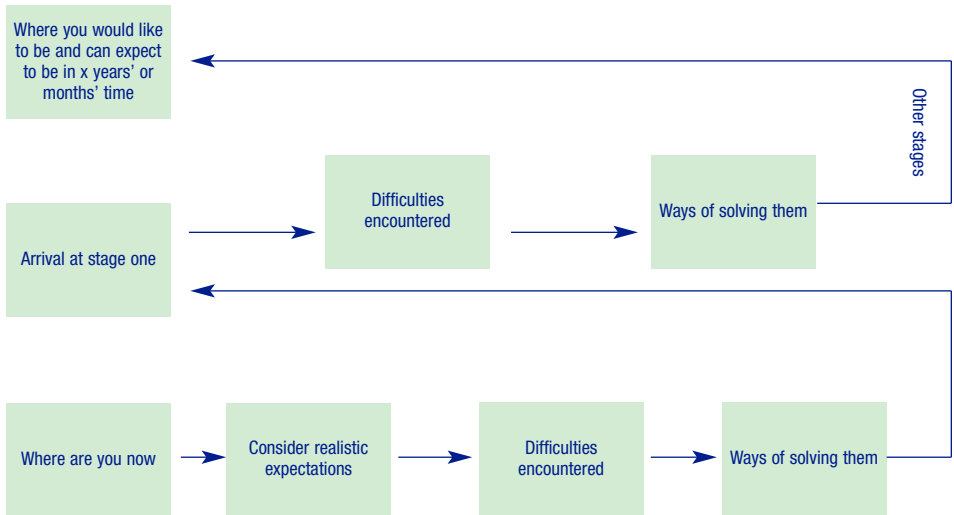 Where you would like
to be and can expect
to be in x years’ or
months’ time
Other stages
Difficulties
encountered
Ways of solving them
Arrival at stage one
Where are you now
Consider realistic
expectations
Difficulties
encountered
Ways of solving them